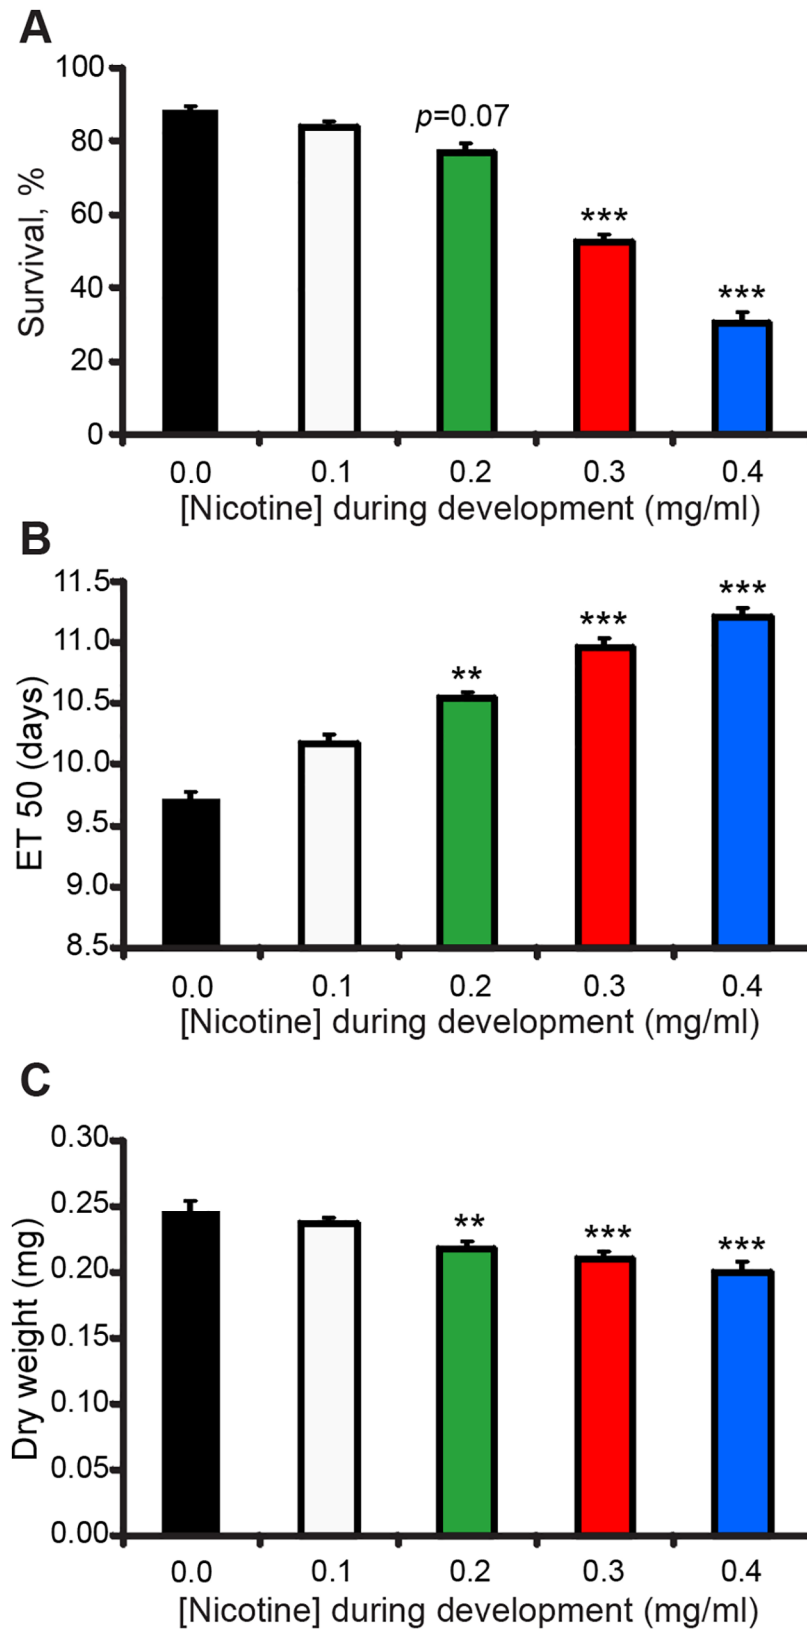 A
100
80
60
40
20
0
Survival, %
p=0.07
***
***
0.0 0.1 0.2 0.3 0.4
[Nicotine] during development (mg/ml)
B
11.5
11.0
10.5
10.0
9.5
9.0
8.5
ET 50 (days)
**
***
***
0.0 0.1 0.2 0.3 0.4
[Nicotine] during development (mg/ml)
C
0.30
0.25
0.20
0.15
0.10
0.05
0.00
Dry weight (mg)
**
***
***
0.0 0.1 0.2 0.3 0.4
[Nicotine] during development (mg/ml)